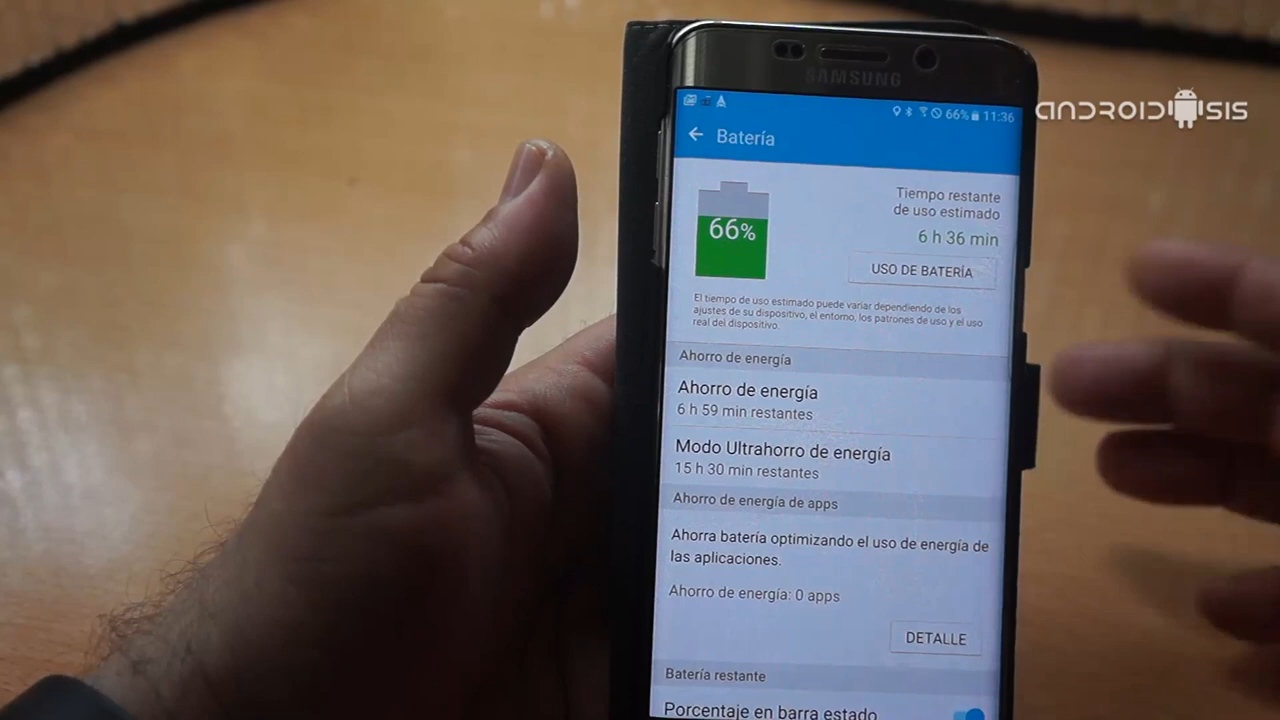 SAMSUNG
ANDROIDSIS
66% 11:36
Batería
66%
Tiempo restante
de uso estimado
6 h 36 min
USO DE BATERÍA
El tiempo de uso estimado puede variar dependiendo de los
ajustes de su dispositivo, el entorno, los patrones de uso y el uso
real del dispositivo.
Ahorro de energía
Ahorro de energía
6 h 59 min restantes
Modo Ultrahorro de energía
15 h 30 min restantes
Ahorro de energía de apps
Ahorra batería optimizando el uso de energía de
las aplicaciones.
Ahorro de energía: 0 apps
DETALLE
Batería restante
Porcentaje en barra estado